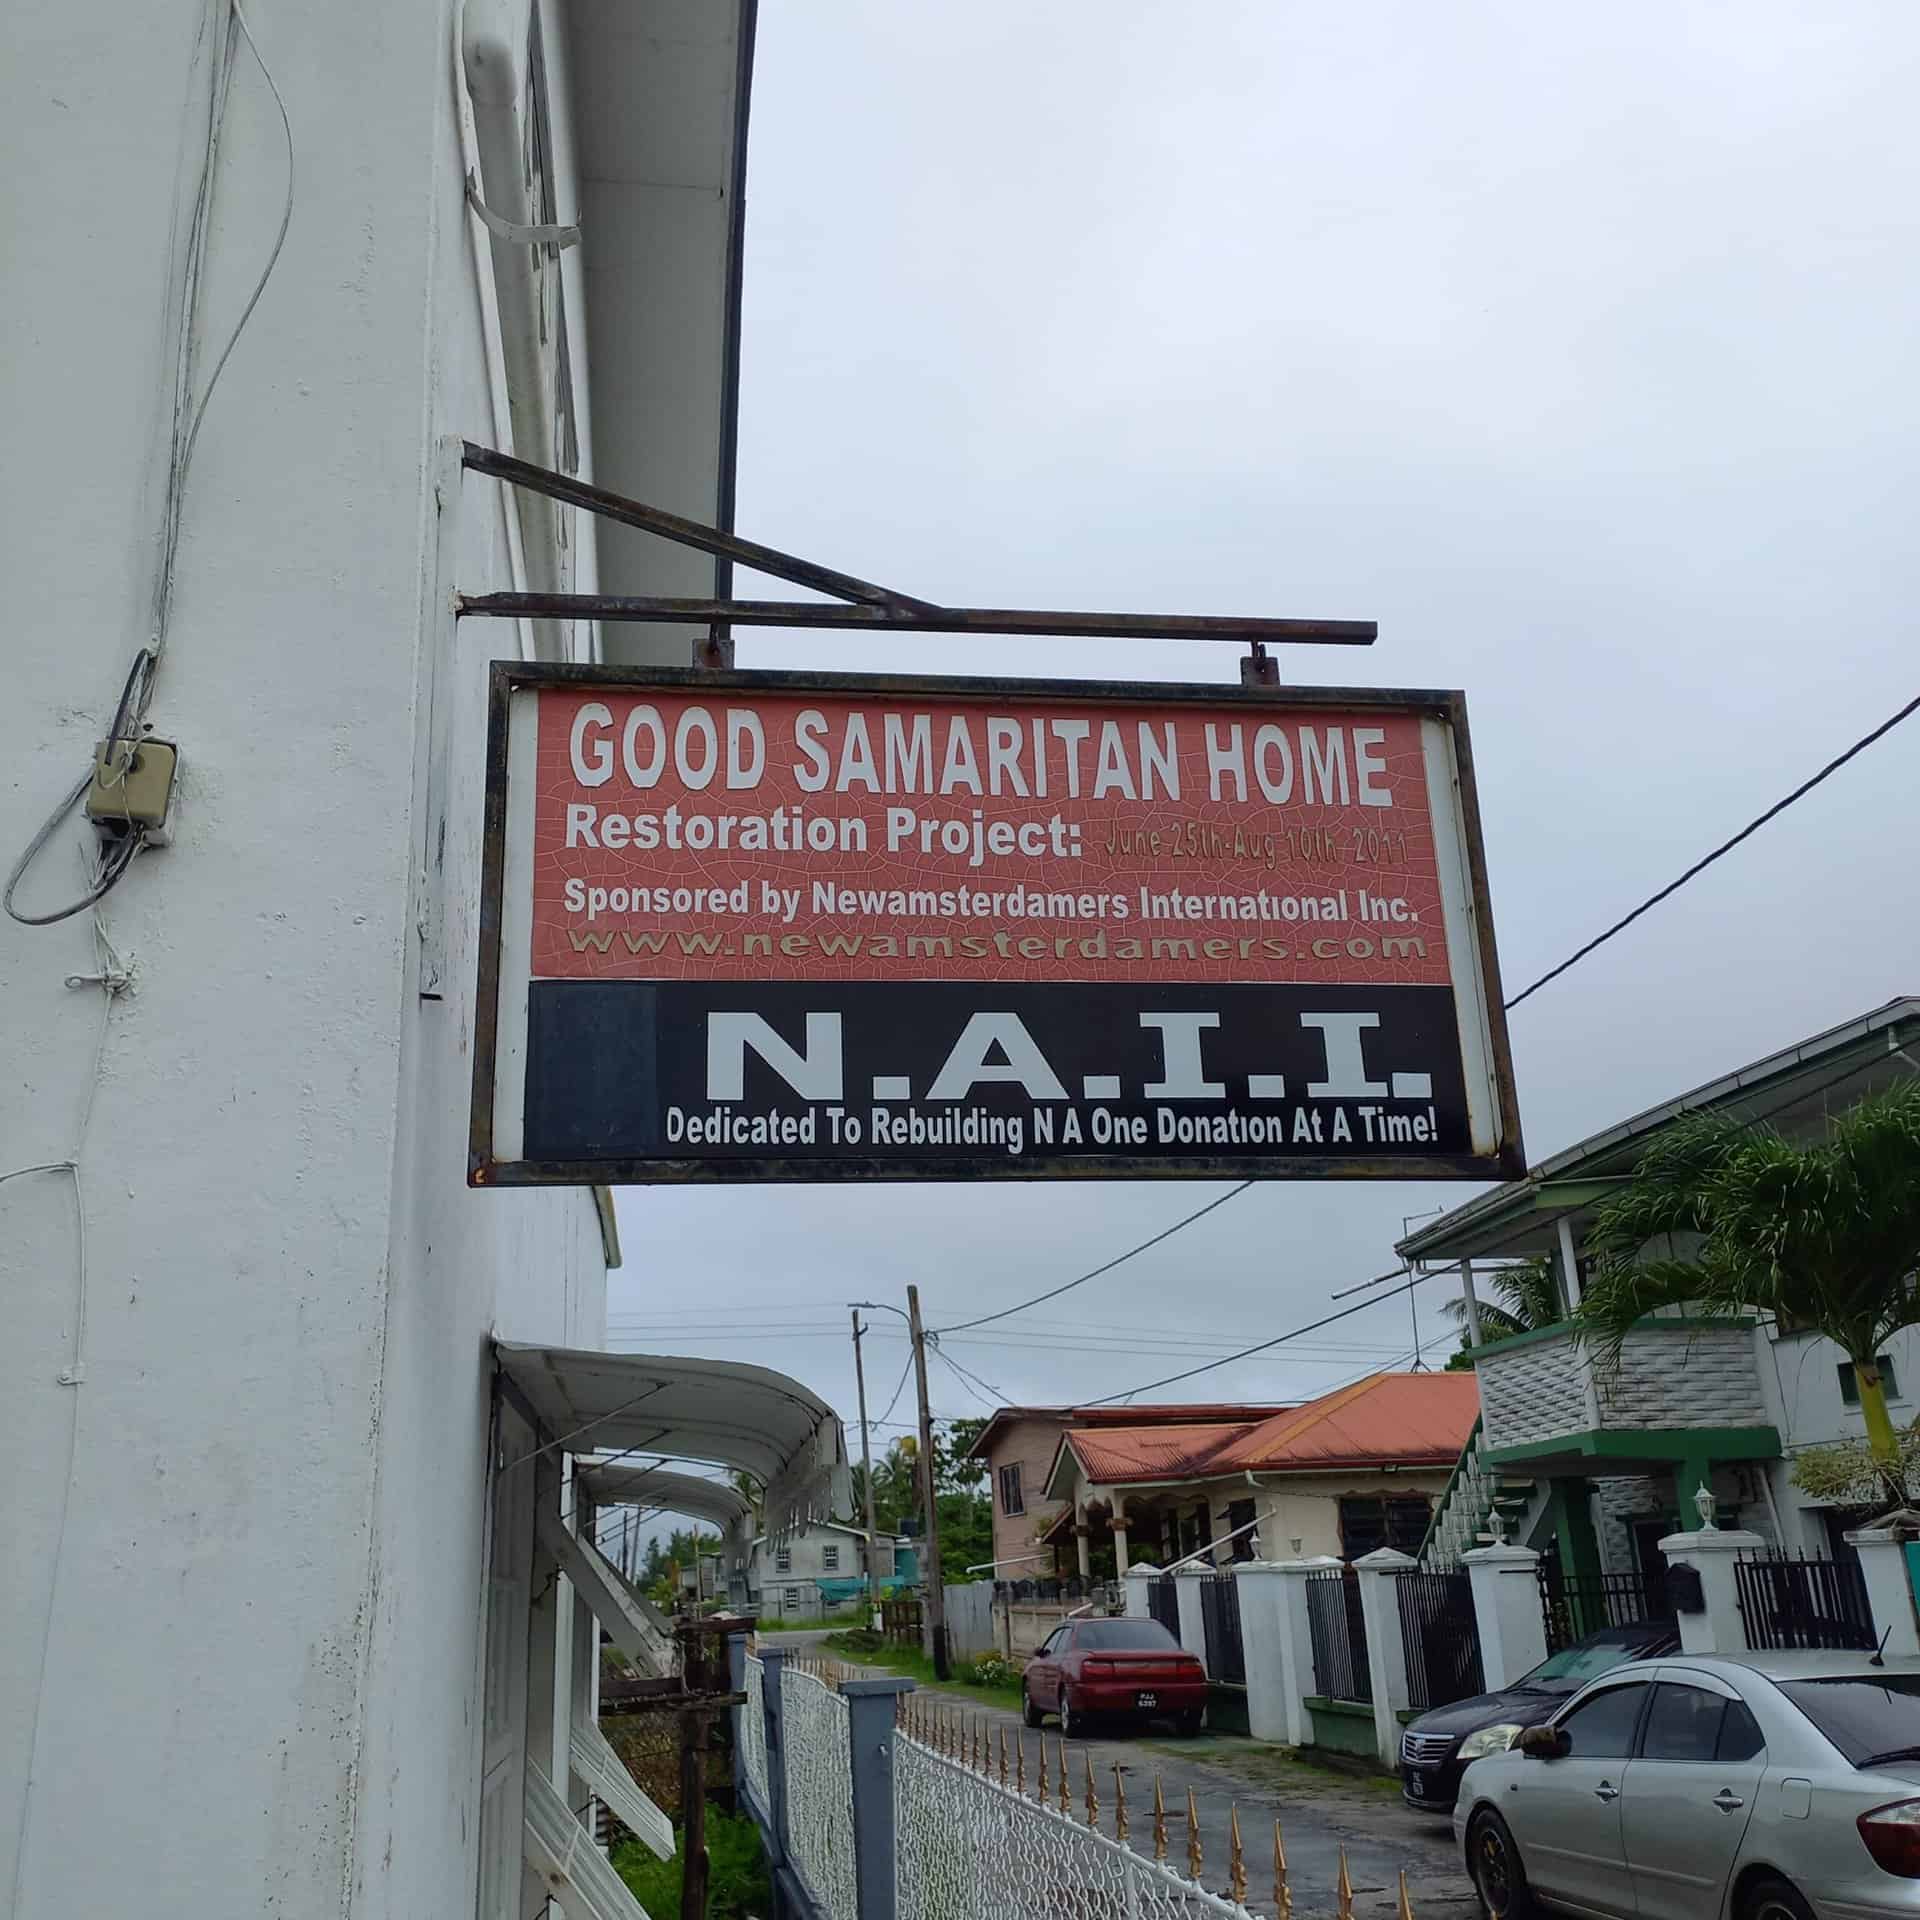 GOOD SAMARITAN HOME
Restoration Project: June 25th-Aug 10th 2011
Sponsored by Newamsterdamers International Inc.
www.newamsterdamers.com
N.A.I.I.
Dedicated To Rebuilding N A One Donation At A Time!
PJJ